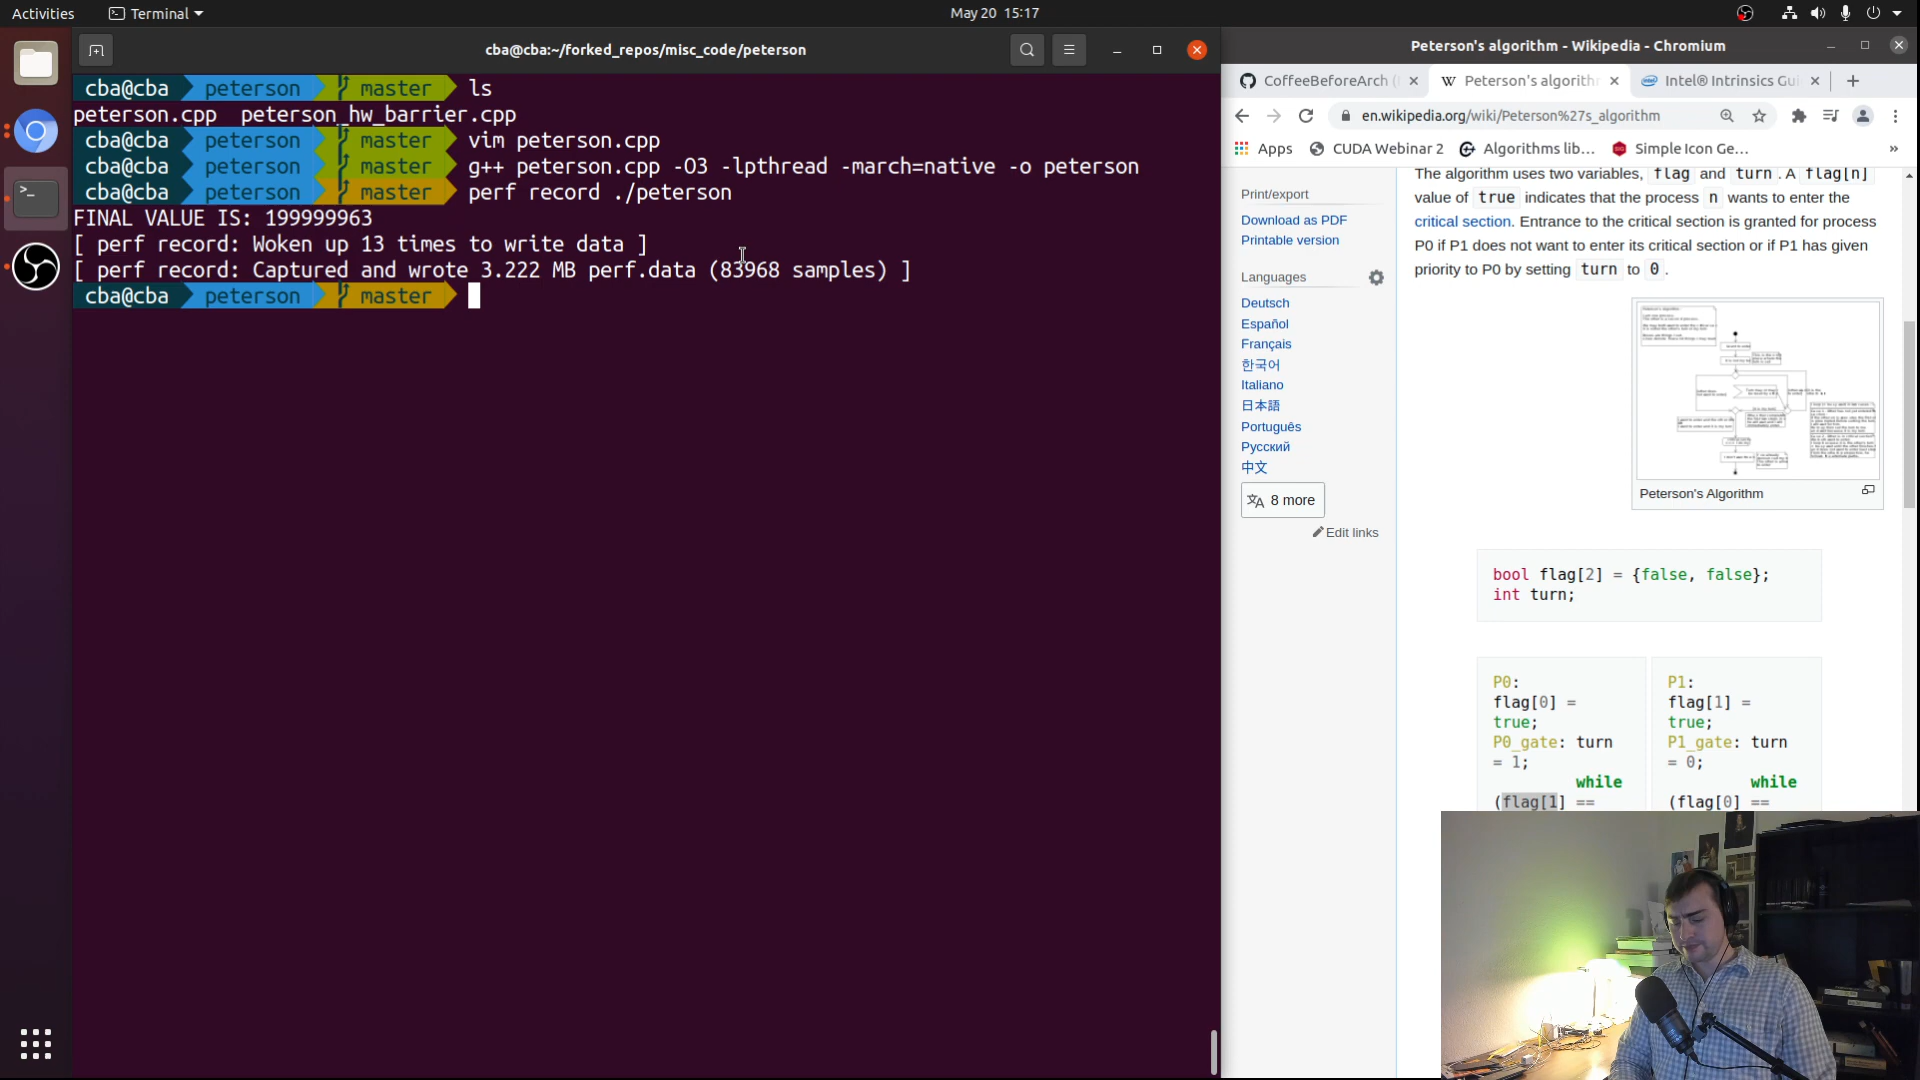 Activities
Terminal
May 20 15:17
cba@cba:~/forked_repos/misc_code/peterson
cba@cba peterson master ls
peterson.cpp peterson_hw_barrier.cpp
cba@cba peterson master vim peterson.cpp
cba@cba peterson master g++ peterson.cpp -O3 -lpthread -march=native -o peterson
cba@cba peterson master perf record ./peterson
FINAL VALUE IS: 199999963
[ perf record: Woken up 13 times to write data ]
[ perf record: Captured and wrote 3.222 MB perf.data (83968 samples) ]
cba@cba peterson master
Peterson's algorithm - Wikipedia - Chromium
CoffeeBeforeArch (
Peterson's algorithm
Intel® Intrinsics Gui
en.wikipedia.org/wiki/Peterson%27s_algorithm
Apps
CUDA Webinar 2
Algorithms lib...
Simple Icon Ge...
»
Print/export
Download as PDF
Printable version
Languages
Deutsch
Español
Français
한국어
Italiano
日本語
Português
Русский
中文
8 more
Edit links
The algorithm uses two variables, flag and turn . A flag[n]
value of true indicates that the process n wants to enter the
critical section. Entrance to the critical section is granted for process
P0 if P1 does not want to enter its critical section or if P1 has given
priority to P0 by setting turn to 0 .
Peterson's Algorithm
bool flag[2] = {false, false};
int turn;
P0:
flag[0] =
true;
P0_gate: turn
= 1;
while
(flag[1] ==
P1:
flag[1] =
true;
P1_gate: turn
= 0;
while
(flag[0] ==